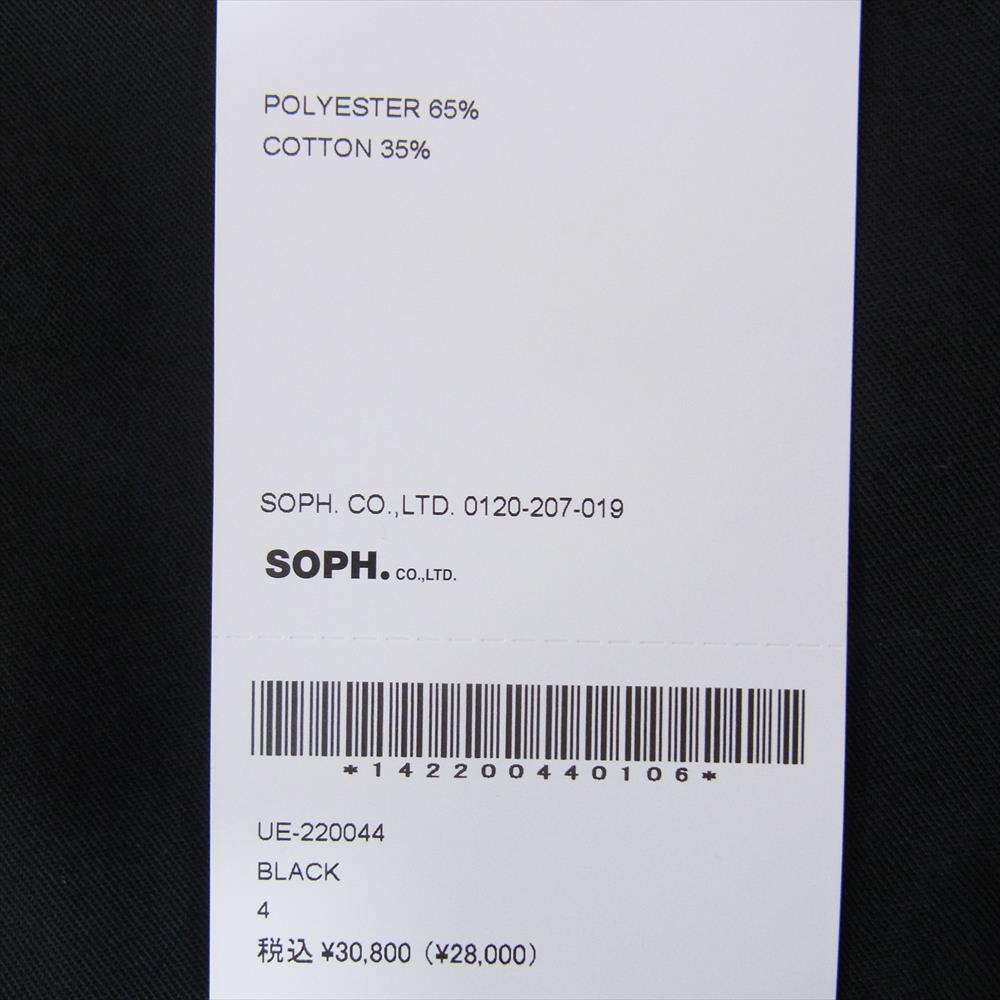 POLYESTER 65%
COTTON 35%
SOPH. CO.,LTD. 0120-207-019
SOPH. CO.,LTD.
*142200440106*
UE-220044
BLACK
4
税込 ¥30,800 (¥28,000)